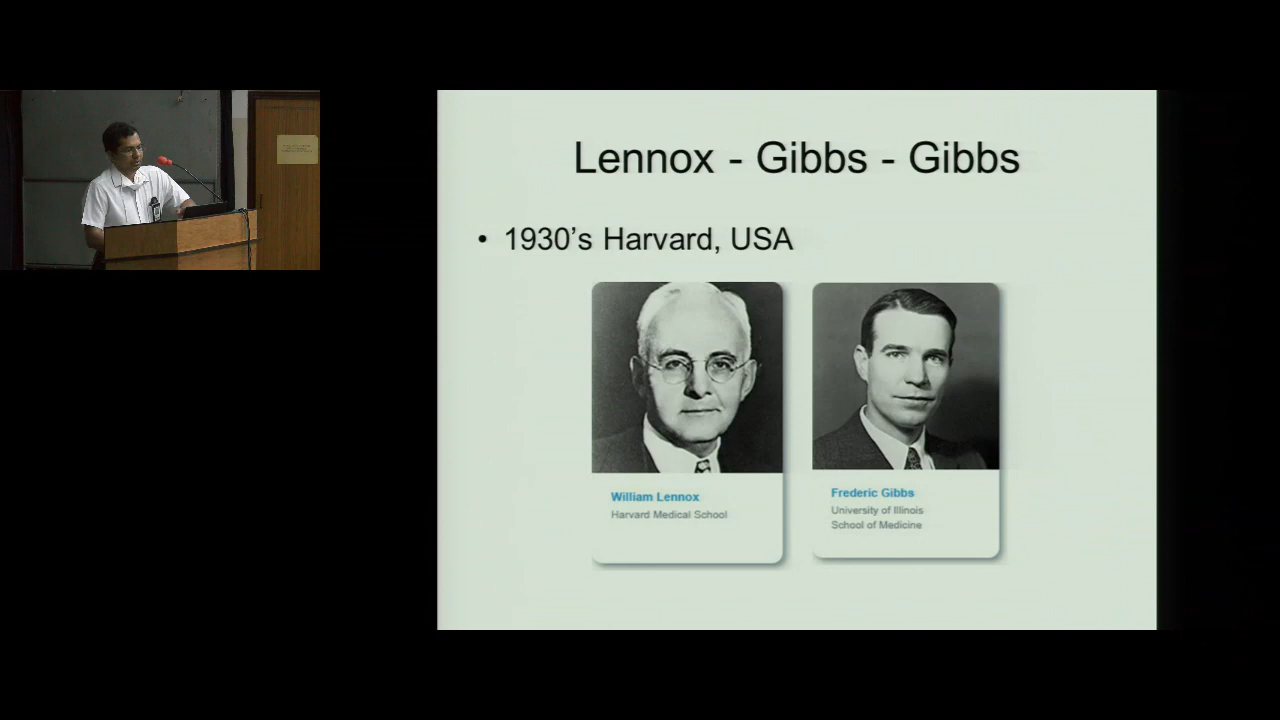 Lennox - Gibbs - Gibbs
• 1930's Harvard, USA
William Lennox
Harvard Medical School
Frederic Gibbs
University of Illinois
School of Medicine